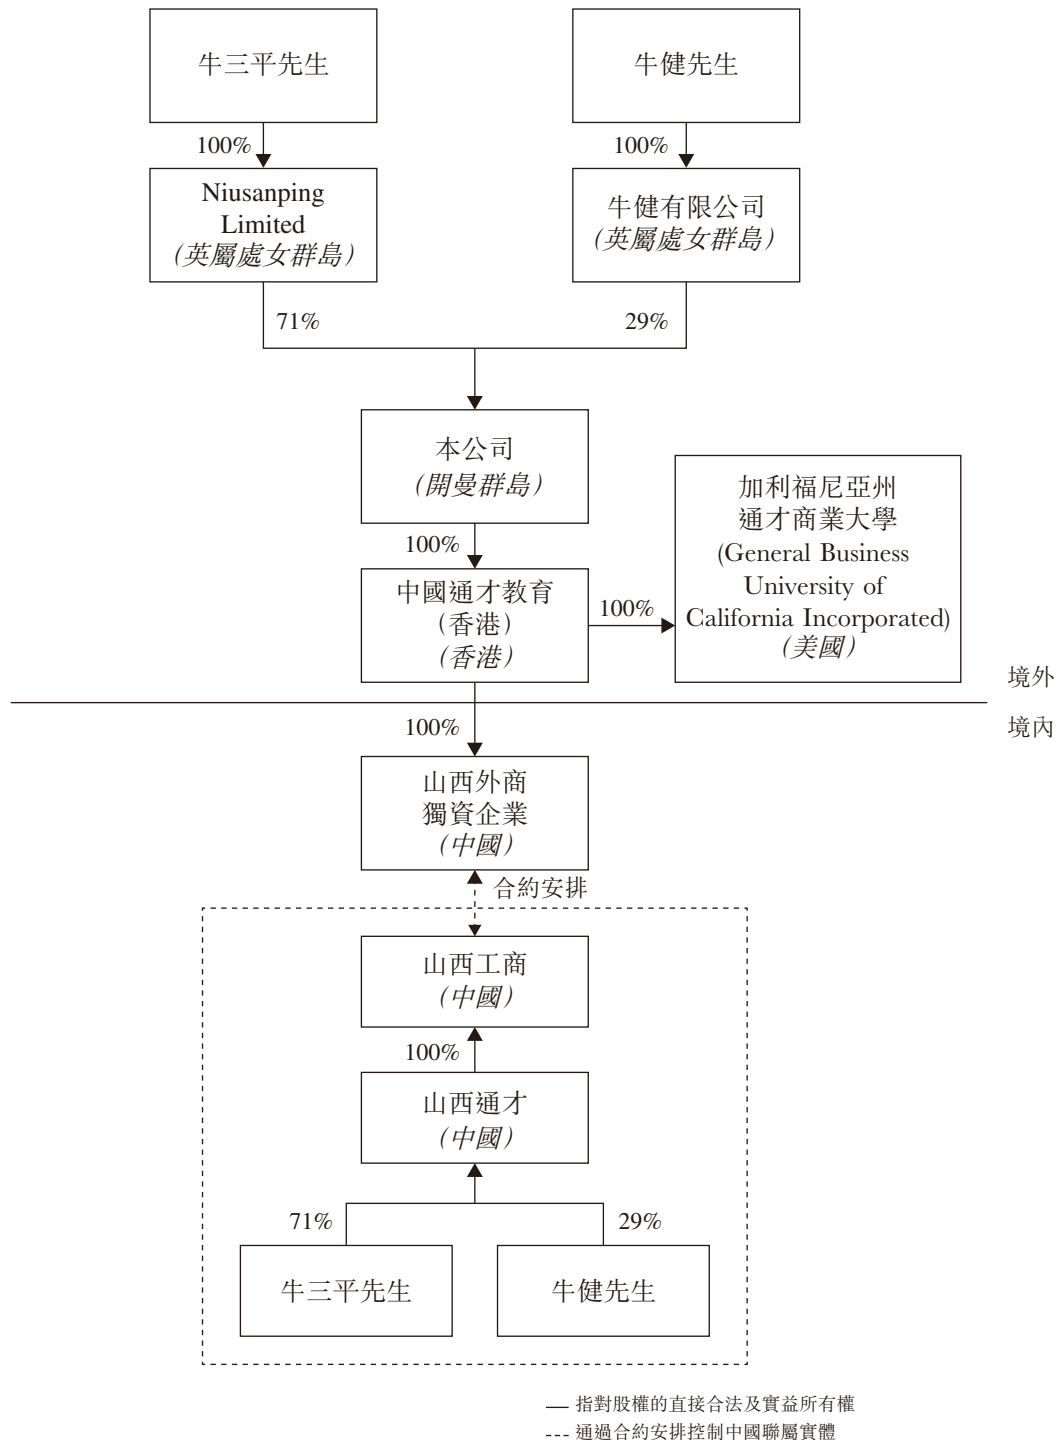 牛三平先生
牛健先生
100%
100%
Niusanping
Limited
(英屬處女群島)
牛健有限公司
(英屬處女群島)
71%
29%
本公司
(開曼群島)
加利福尼亞州
通才商業大學
(General Business
University of
California Incorporated)
(美國)
100%
中國通才教育
(香港)
(香港)
100%
境外
境內
100%
山西外商
獨資企業
(中國)
合約安排
山西工商
(中國)
100%
山西通才
(中國)
71%
29%
牛三平先生
牛健先生
指對股權的直接合法及實益所有權
通過合約安排控制中國聯屬實體